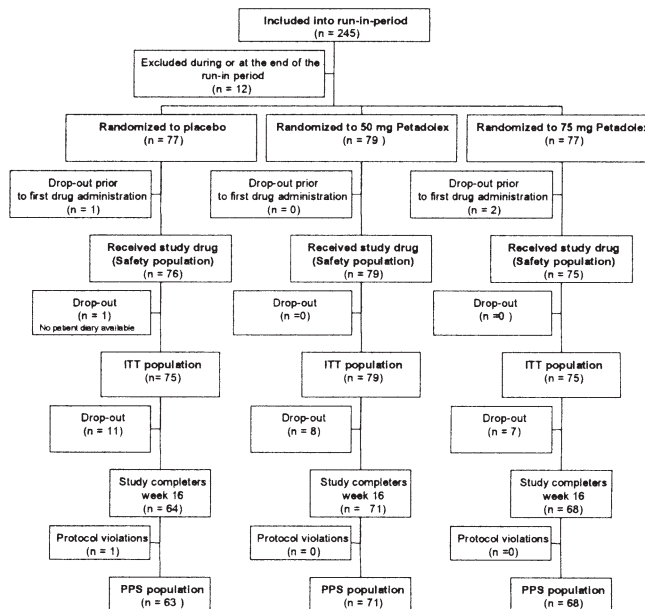 Included into run-in-period
(n = 245)
Excluded during or at the end of the
run-in period
(n = 12)
Randomized to placebo
(n = 77)
Randomized to 50 mg Petadolex
(n = 79 )
Randomized to 75 mg Petadolex
(n = 77)
Drop-out prior
to first drug administration
(n = 1)
Drop-out prior
to first drug administration
(n = 0)
Drop-out prior
to first drug administration
(n = 2)
Received study drug
(Safety population)
(n = 76)
Received study drug
(Safety population)
(n = 79)
Received study drug
(Safety population)
(n = 75)
Drop-out
(n = 1)
No patient diary available
Drop-out
(n =0)
Drop-out
(n =0 )
ITT population
(n= 75)
ITT population
(n = 79)
ITT population
(n = 75)
Drop-out
(n = 11)
Drop-out
(n = 8)
Drop-out
(n = 7)
Study completers
week 16
(n = 64)
Study completers
week 16
(n = 71)
Study completers
week 16
(n = 68)
Protocol violations
(n = 1)
Protocol violations
(n = 0)
Protocol violations
(n =0)
PPS population
(n = 63 )
PPS population
(n = 71)
PPS population
(n = 68)